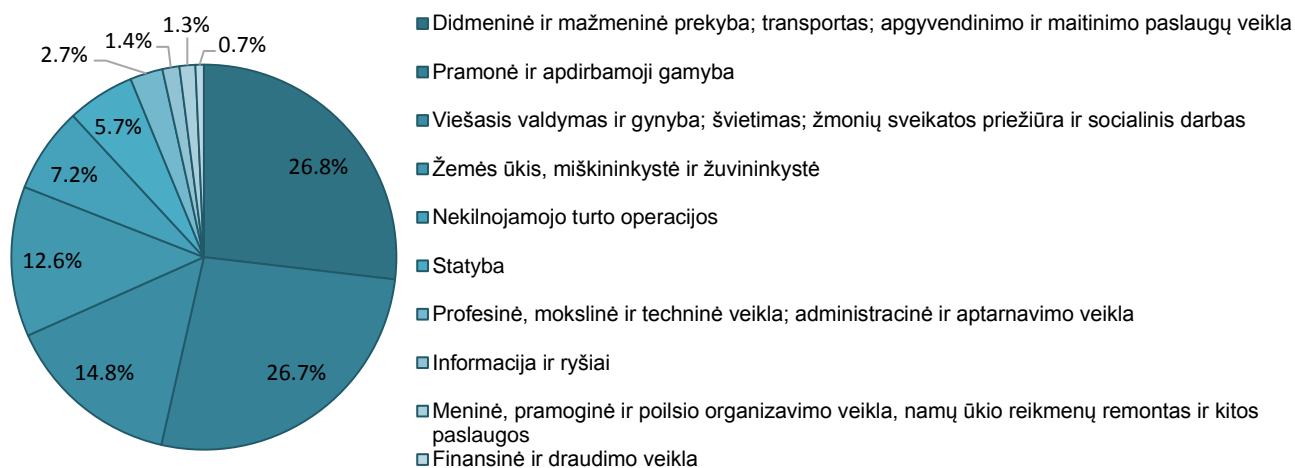 1.3%
1.4%
0.7%
2.7%
5.7%
7.2%
26.8%
12.6%
14.8%
26.7%
Didmeninė ir mažmeninė prekyba; transportas; apgyvendinimo ir maitinimo paslaugų veikla
Pramonė ir apdirbamoji gamyba
Viešasis valdymas ir gynyba; švietimas; žmonių sveikatos priežiūra ir socialinis darbas
Žemės ūkis, miškininkystė ir žuvininkystė
Nekilnojamojo turto operacijos
Statyba
Profesinė, mokslinė ir techninė veikla; administracinė ir aptarnavimo veikla
Informacija ir ryšiai
Meninė, pramoginė ir poilsio organizavimo veikla, namų ūkio reikmenų remontas ir kitos
paslaugos
Finansinė ir draudimo veikla